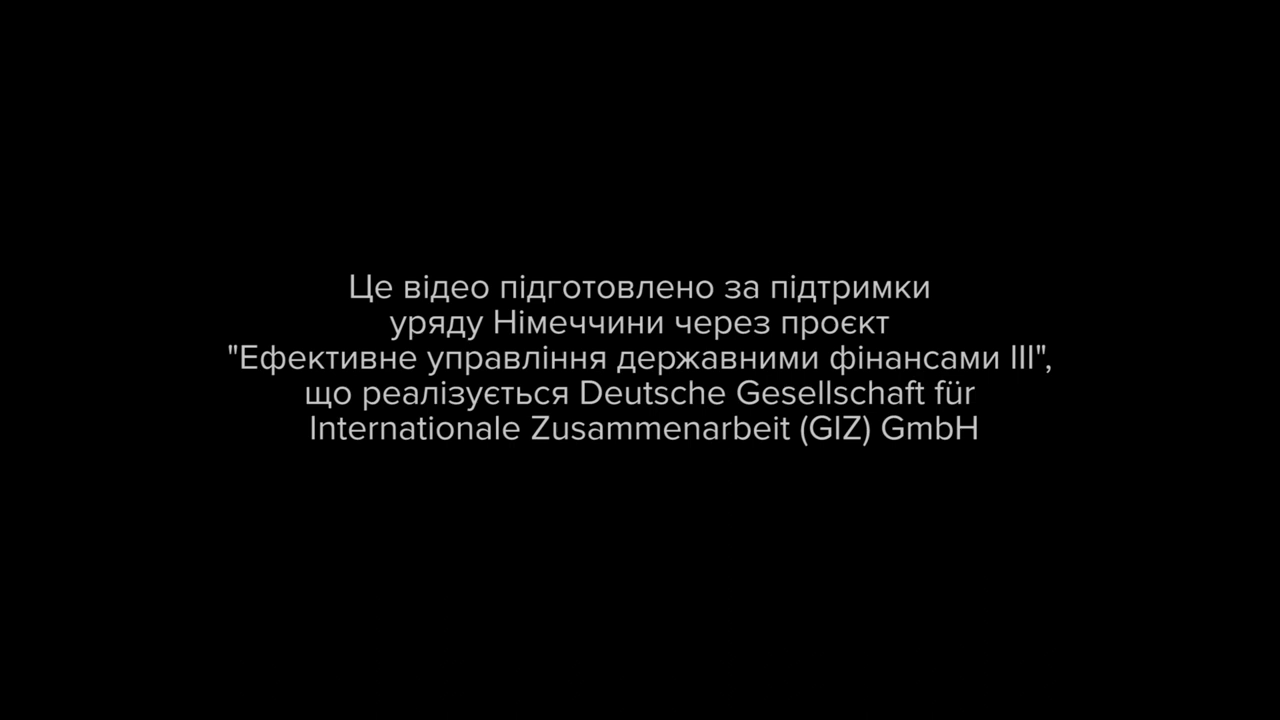 Це відео підготовлено за підтримки
уряду Німеччини через проєкт
"Ефективне управління державними фінансами III",
що реалізується Deutsche Gesellschaft für
Internationale Zusammenarbeit (GIZ) GmbH